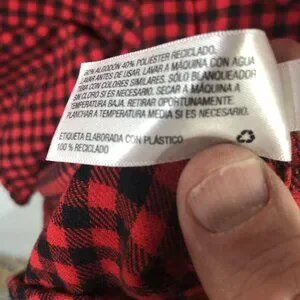 60% ALGODÓN 40% POLIÉSTER RECICLADO.
LAVAR ANTES DE USAR. LAVAR A MÁQUINA CON AGUA
TIBIA CON COLORES SIMILARES. SÓLO BLANQUEADOR
SIN CLORO SI ES NECESARIO. SECAR A MÁQUINA A
TEMPERATURA BAJA. RETIRAR OPORTUNAMENTE.
PLANCHAR A TEMPERATURA MEDIA SI ES NECESARIO.
ETIQUETA ELABORADA CON PLÁSTICO
100 % RECICLADO